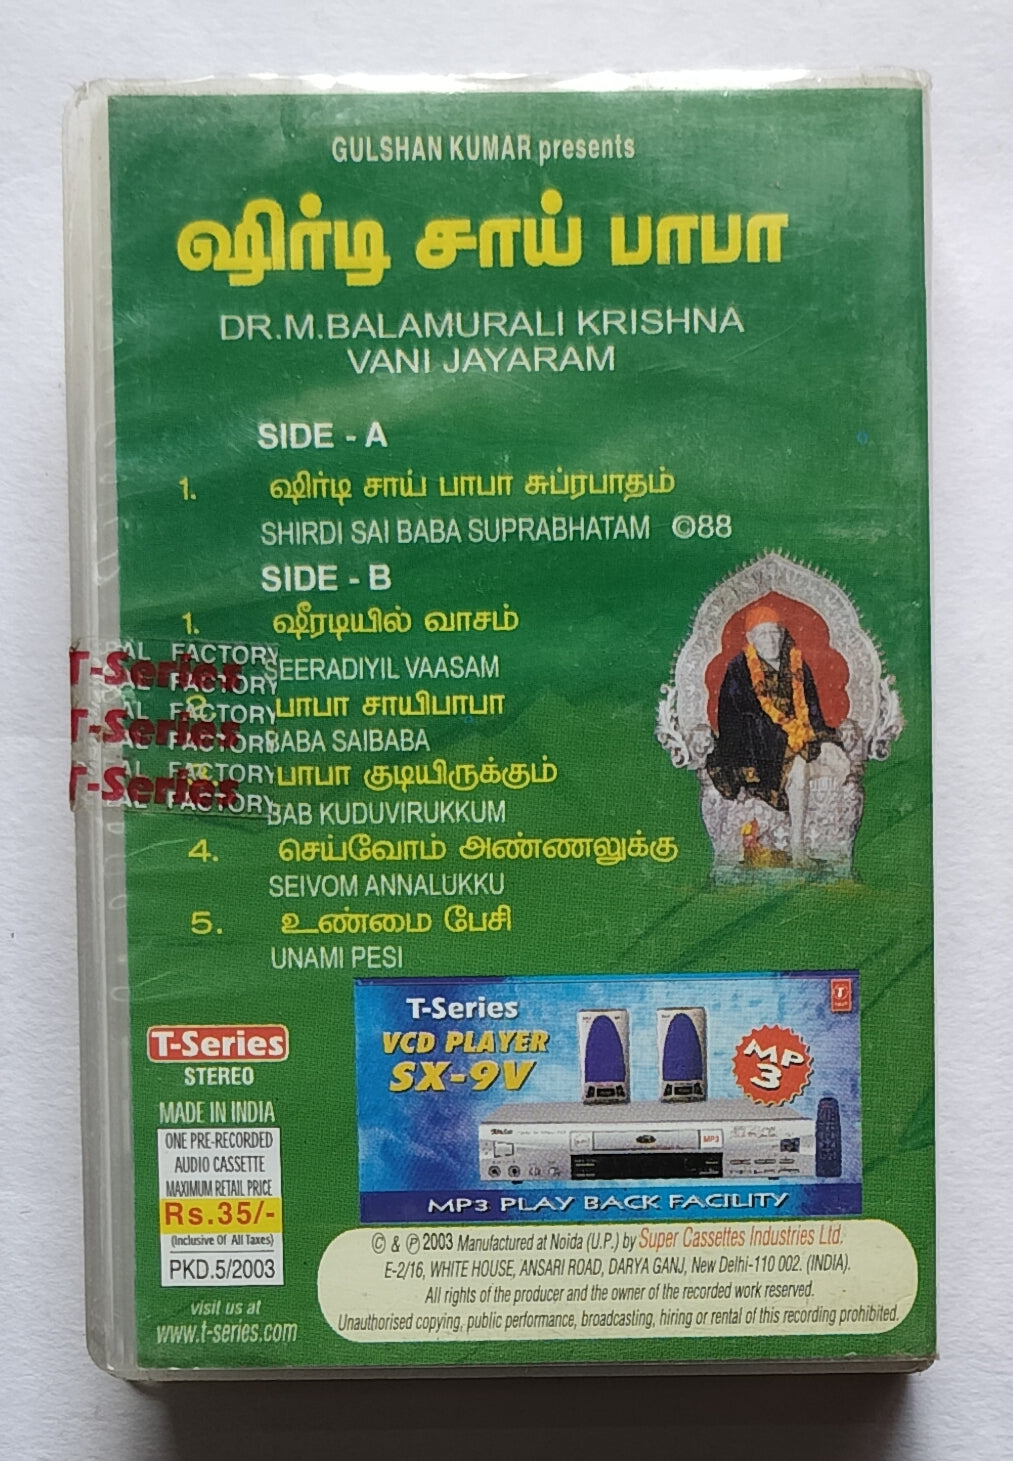 GULSHAN KUMAR presents
ஷிர்டி சாய் பாபா
DR.M.BALAMURALI KRISHNA
VANI JAYARAM
SIDE - A
1. ஷிர்டி சாய் பாபா சுப்ரபாதம்
SHIRDI SAI BABA SUPRABHATAM ©88
SIDE - B
1. ஷீரடியில் வாசம்
SEERADIYIL VAASAM
பாபா சாயிபாபா
BABA SAIBABA
பாபா குடியிருக்கும்
BAB KUDUVIRUKKUM
4. செய்வோம் அண்ணலுக்கு
SEIVOM ANNALUKKU
5. உண்மை பேசி
UNAMI PESI
FACTORY
T-Series
FACTORY
FACTORY
T-Series
FACTORY
FACTORY
T-Series
FACTORY
T-Series
VCD PLAYER
SX-9V
MP
3
MP3
MP3 PLAY BACK FACILITY
T-Series
STEREO
MADE IN INDIA
ONE PRE-RECORDED
AUDIO CASSETTE
MAXIMUM RETAIL PRICE
Rs.35/-
(Inclusive Of All Taxes)
PKD.5/2003
visit us at
www.t-series.com
© & ℗ 2003 Manufactured at Noida (U.P.) by Super Cassettes Industries Ltd.
E-2/16, WHITE HOUSE, ANSARI ROAD, DARYA GANJ, New Delhi-110 002. (INDIA).
All rights of the producer and the owner of the recorded work reserved.
Unauthorised copying, public performance, broadcasting, hiring or rental of this recording prohibited.